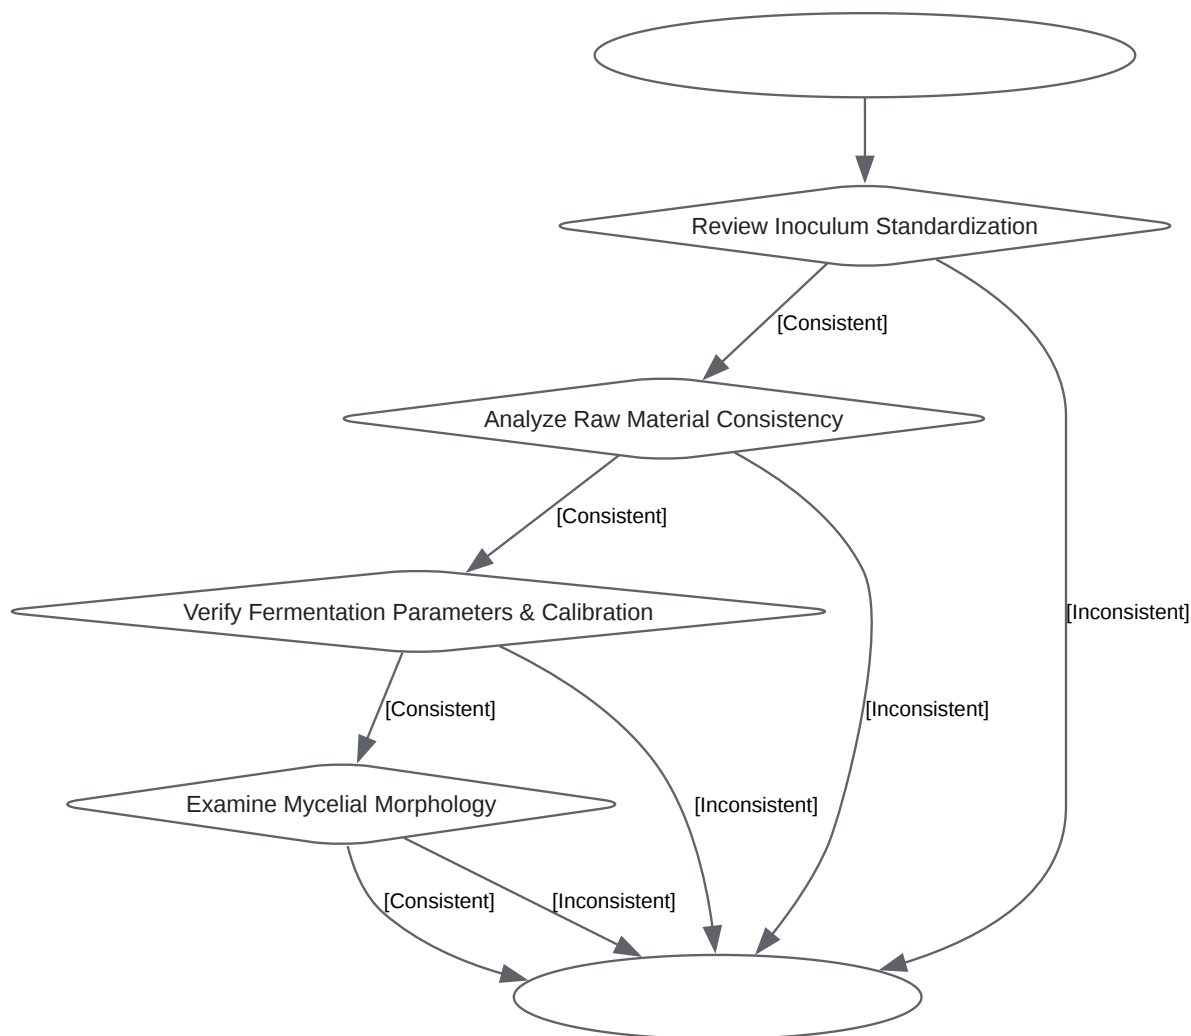 Review Inoculum Standardization
[Consistent]
Analyze Raw Material Consistency
[Consistent]
Verify Fermentation Parameters & Calibration
[Inconsistent]
[Consistent]
[Inconsistent]
Examine Mycelial Morphology
[Inconsistent]
[Consistent]
[Inconsistent]